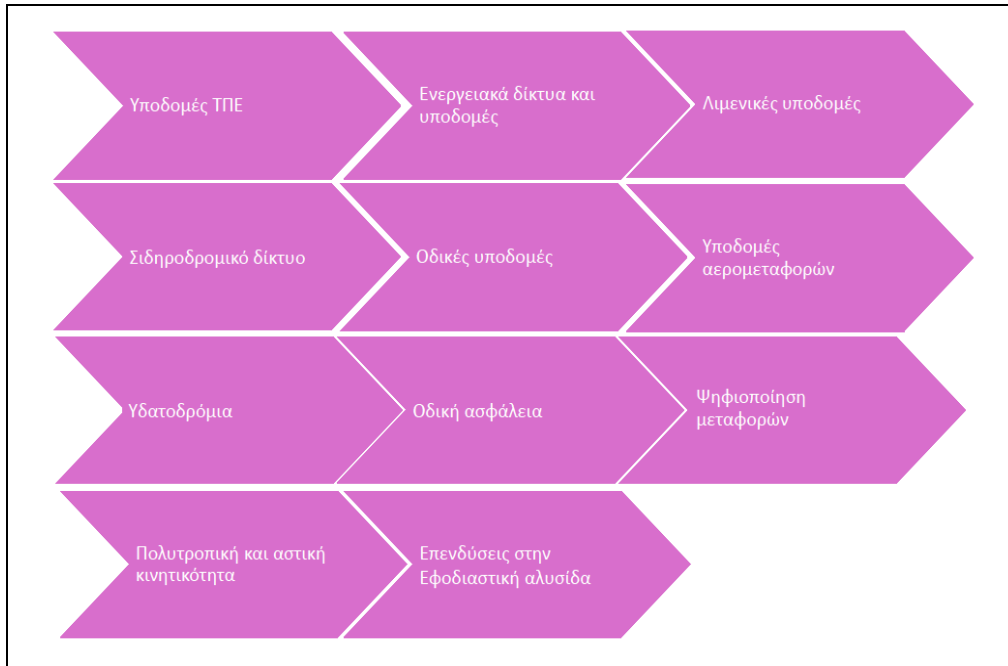 Υποδομές ΤΠΕ
Ενεργειακά δίκτυα και
υποδομές
Λιμενικές υποδομές
Σιδηροδρομικό δίκτυο
Οδικές υποδομές
Υποδομές
αερομεταφορών
Υδατοδρόμια
Οδική ασφάλεια
Ψηφιοποίηση
μεταφορών
Πολυτροπική και αστική
κινητικότητα
Επενδύσεις στην
Εφοδιαστική αλυσίδα